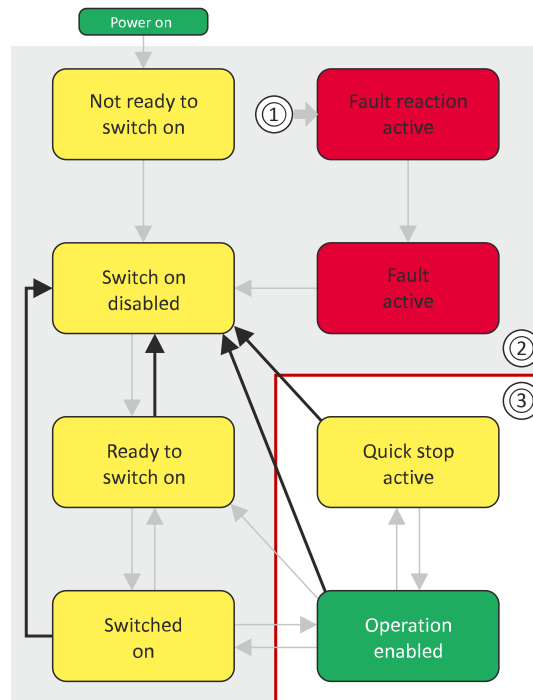 Power on
Not ready to
switch on
1
Fault reaction
active
Switch on
disabled
Fault
active
2
3
Ready to
switch on
Quick stop
active
Switched
on
Operation
enabled